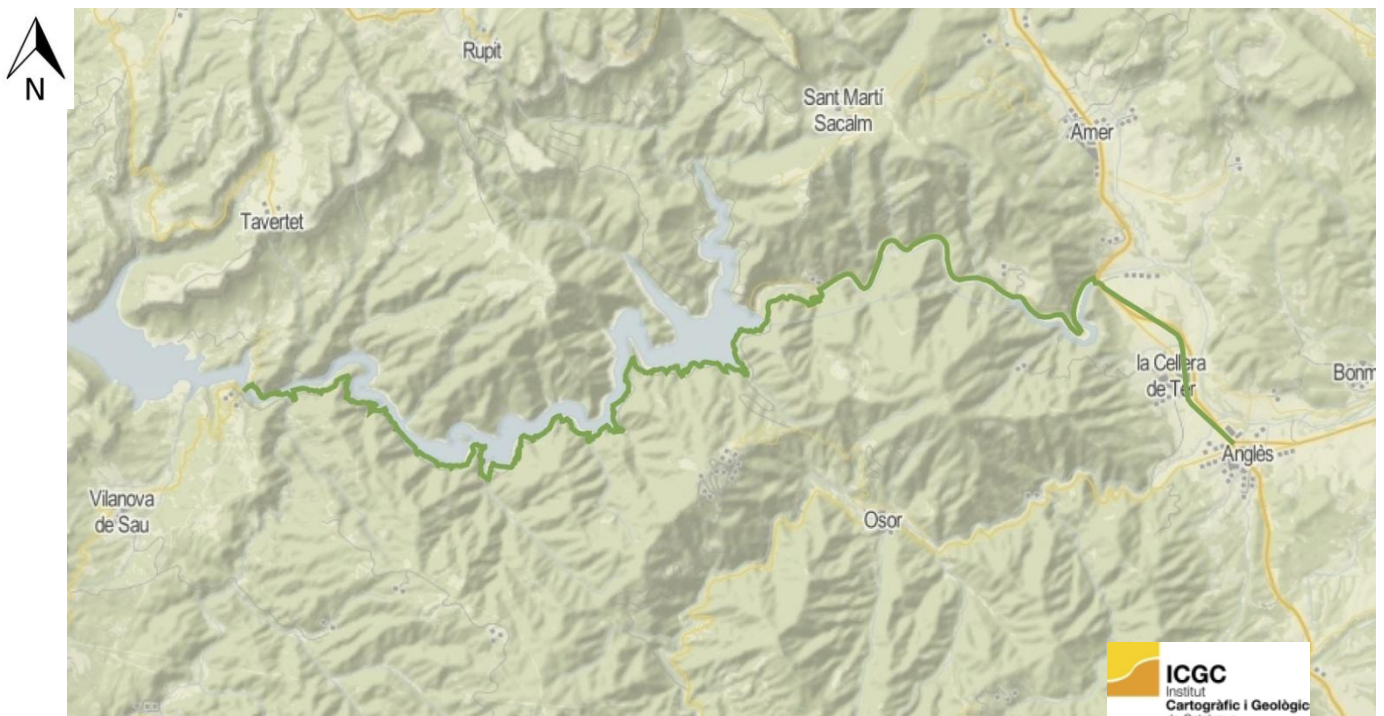 N
Rupit
Sant Martí
Sacalm
Amer
Tavertet
la Cellera
de Ter
Bonm
Anglès
Vilanova
de Sau
Osor
ICGC
Institut
Cartogràfic i Geològic